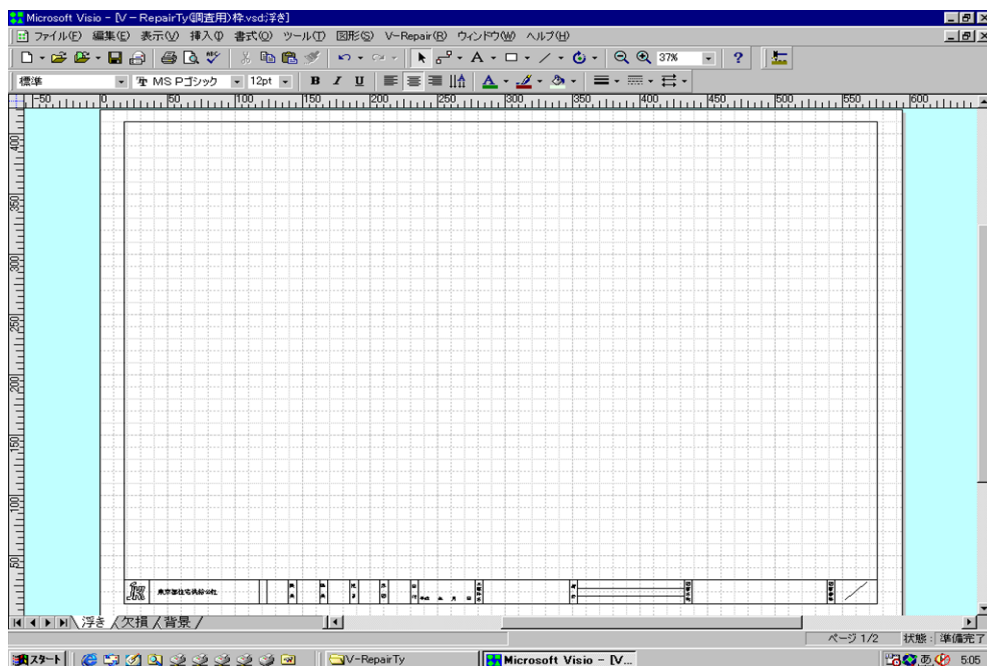 Microsoft Visio - [V－RepairTy(調査用)枠.vsd:浮き]
ファイル(F) 編集(E) 表示(V) 挿入(I) 書式(O) ツール(T) 図形(S) V-Repair(R) ウィンドウ(W) ヘルプ(H)
37%
標準 MS Pゴシック 12pt B I U
-50 0 50 100 150 200 250 300 350 400 450 500 550 600
400
350
300
250
200
150
100
50
東京都住宅供給公社
浮き 欠損 背景
ページ 1/2 状態: 準備完了
スタート V-RepairTy Microsoft Visio - [V... あ 5:05